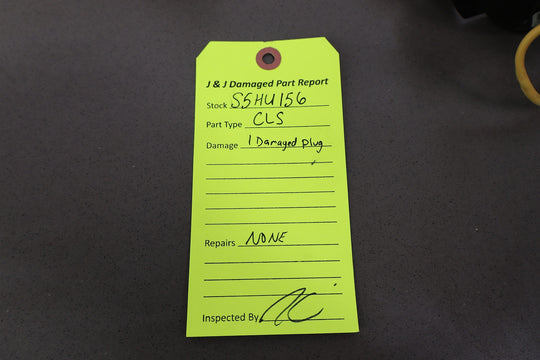 J & J Damaged Part Report
Stock S5HU156
Part Type CLS
Damage 1 Damaged plug
Repairs NONE
Inspected By